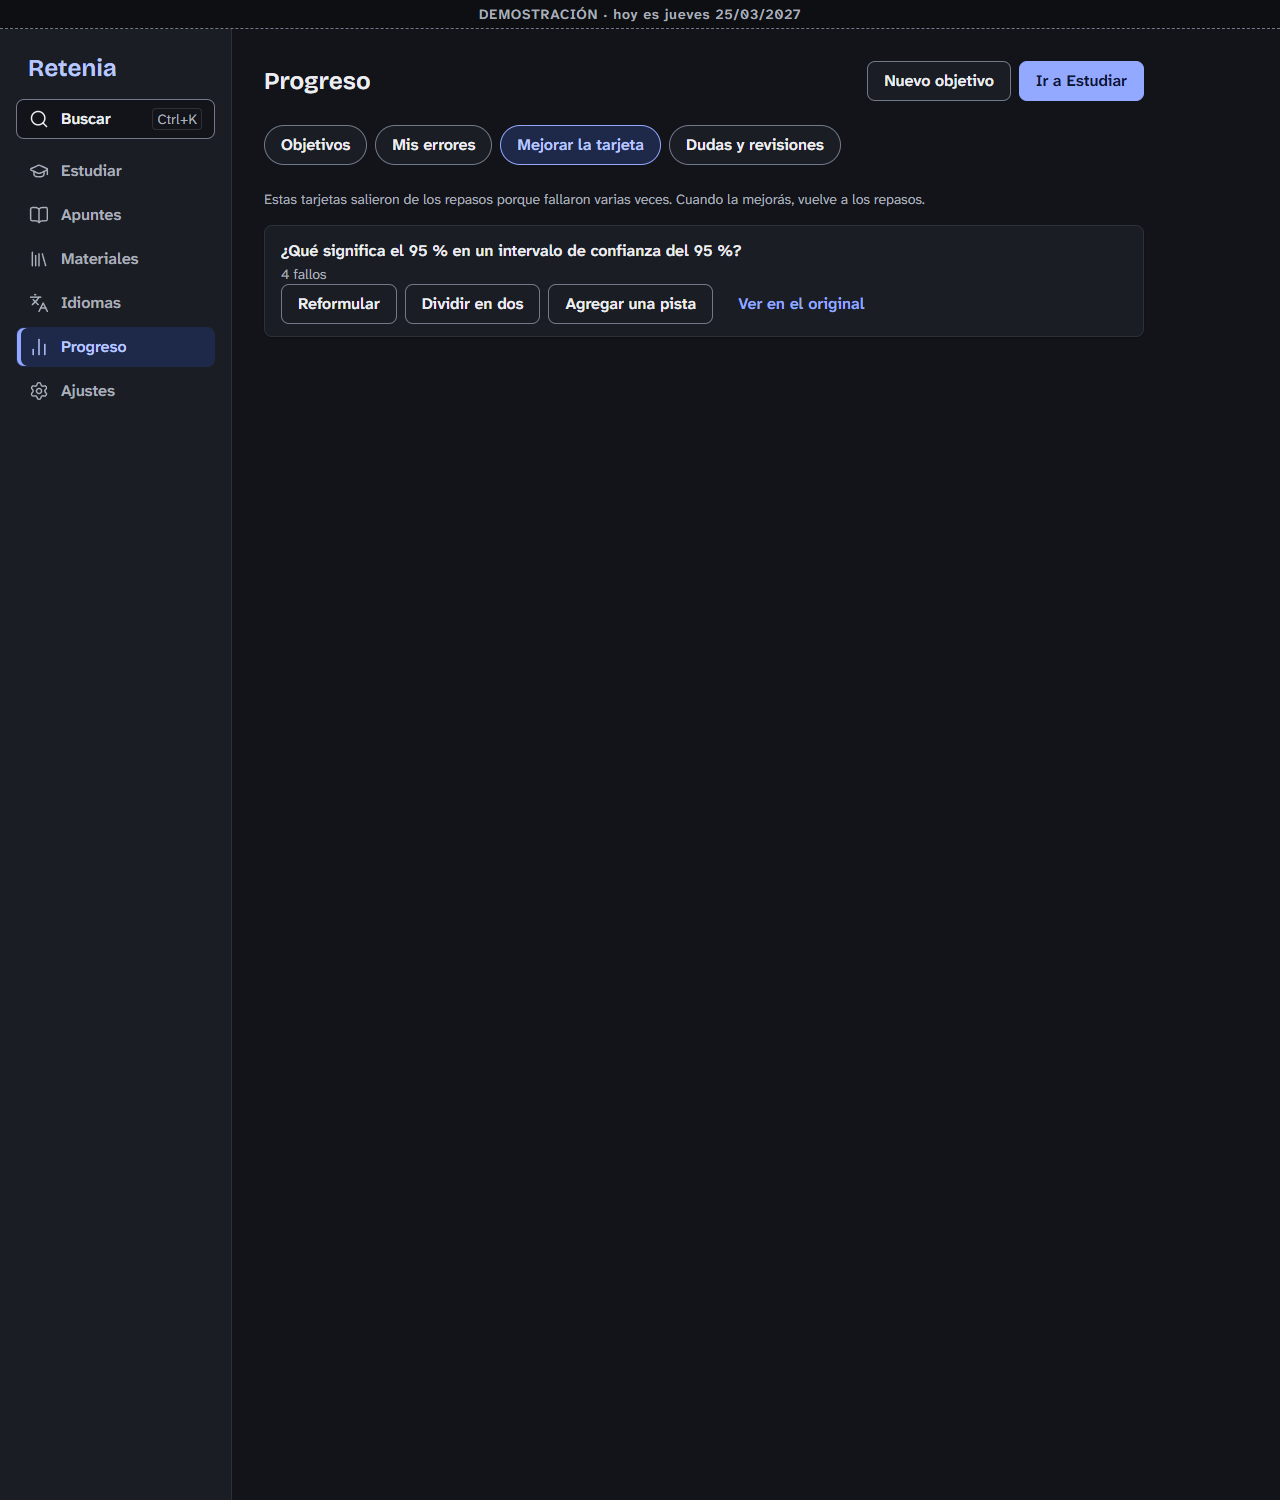 DEMOSTRACIÓN · hoy es jueves 25/03/2027
Retenia
Buscar Ctrl+K
Estudiar
Apuntes
Materiales
Idiomas
Progreso
Ajustes
Progreso
Nuevo objetivo
Ir a Estudiar
Objetivos
Mis errores
Mejorar la tarjeta
Dudas y revisiones
Estas tarjetas salieron de los repasos porque fallaron varias veces. Cuando la mejorás, vuelve a los repasos.
¿Qué significa el 95 % en un intervalo de confianza del 95 %?
4 fallos
Reformular
Dividir en dos
Agregar una pista
Ver en el original